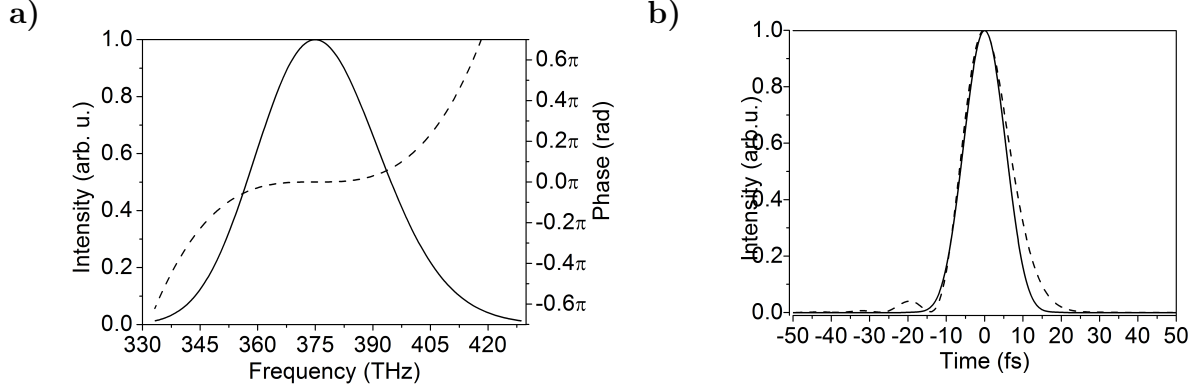 a)
b)
1.0
0.8
0.6
0.4
0.2
0.0
Intensity (arb. u.)
0.6π
0.4π
0.2π
0.0π
-0.2π
-0.4π
-0.6π
Phase (rad)
330 345 360 375 390 405 420
Frequency (THz)
1.0
0.8
0.6
0.4
0.2
0.0
Intensity (arb.u.)
-50 -40 -30 -20 -10 0 10 20 30 40 50
Time (fs)